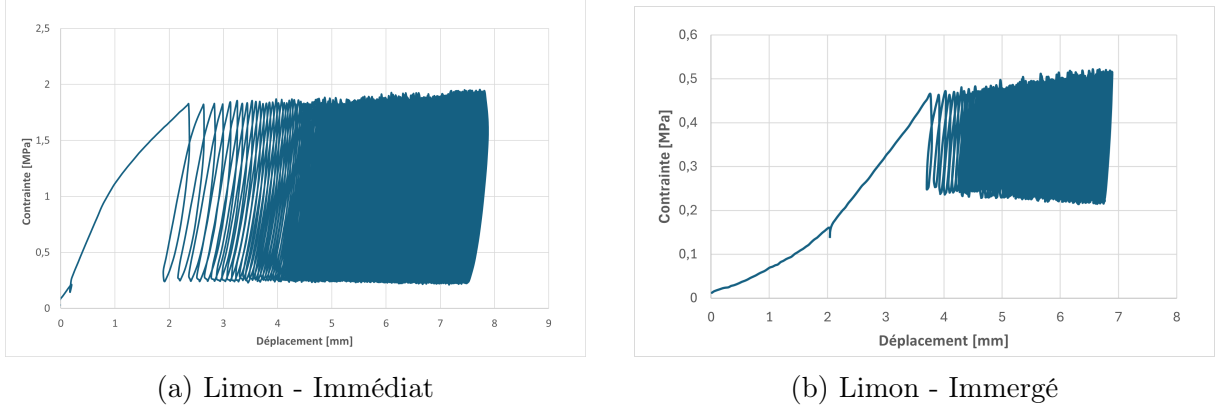 2,5
2
1,5
1
0,5
0
0 1 2 3 4 5 6 7 8 9
Contrainte [MPa]
Déplacement [mm]
(a) Limon - Immédiat
0,6
0,5
0,4
0,3
0,2
0,1
0
0 1 2 3 4 5 6 7 8
Contrainte [MPa]
Déplacement [mm]
(b) Limon - Immergé